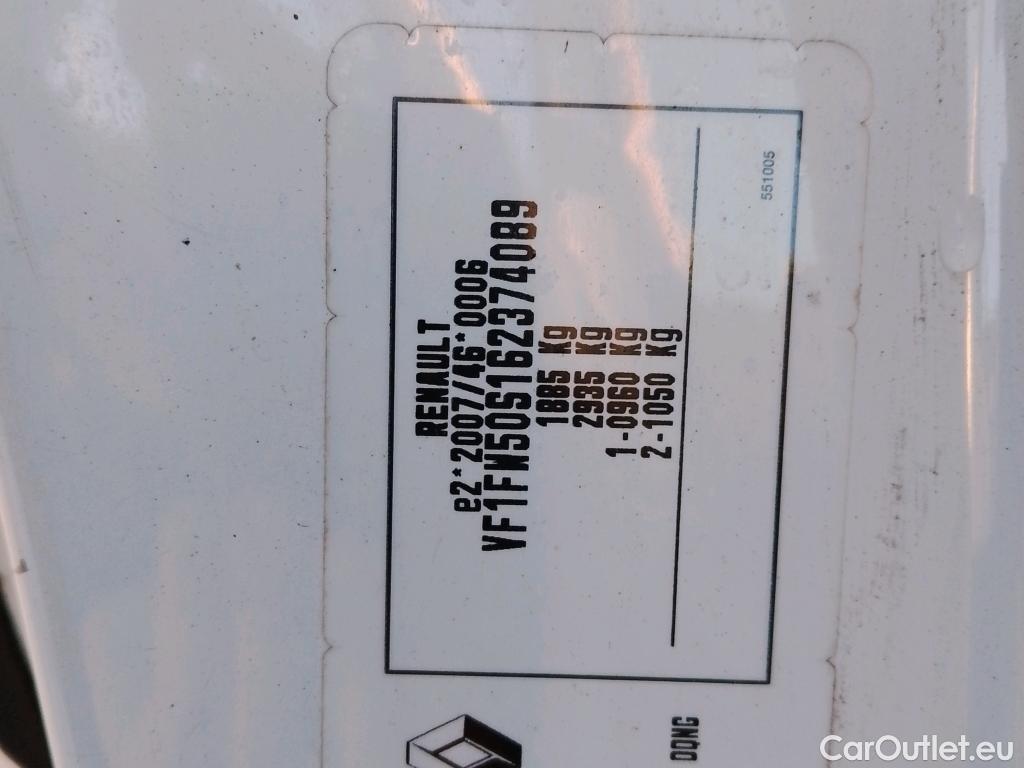 RENAULT
e2*2007/46*0006
VF1FW50S162374089
1885 Kg
2935 Kg
1-0960 Kg
2-1050 Kg
551005
DQNG
CarOutlet.eu